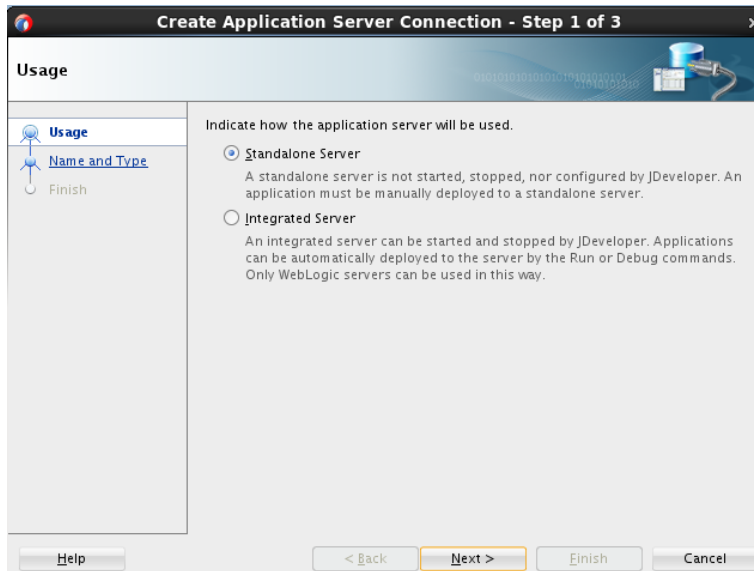 Create Application Server Connection - Step 1 of 3
Usage
Usage
Name and Type
Finish
Indicate how the application server will be used.
Standalone Server
A standalone server is not started, stopped, nor configured by JDeveloper. An
application must be manually deployed to a standalone server.
Integrated Server
An integrated server can be started and stopped by JDeveloper. Applications
can be automatically deployed to the server by the Run or Debug commands.
Only WebLogic servers can be used in this way.
Help
< Back
Next >
Finish
Cancel